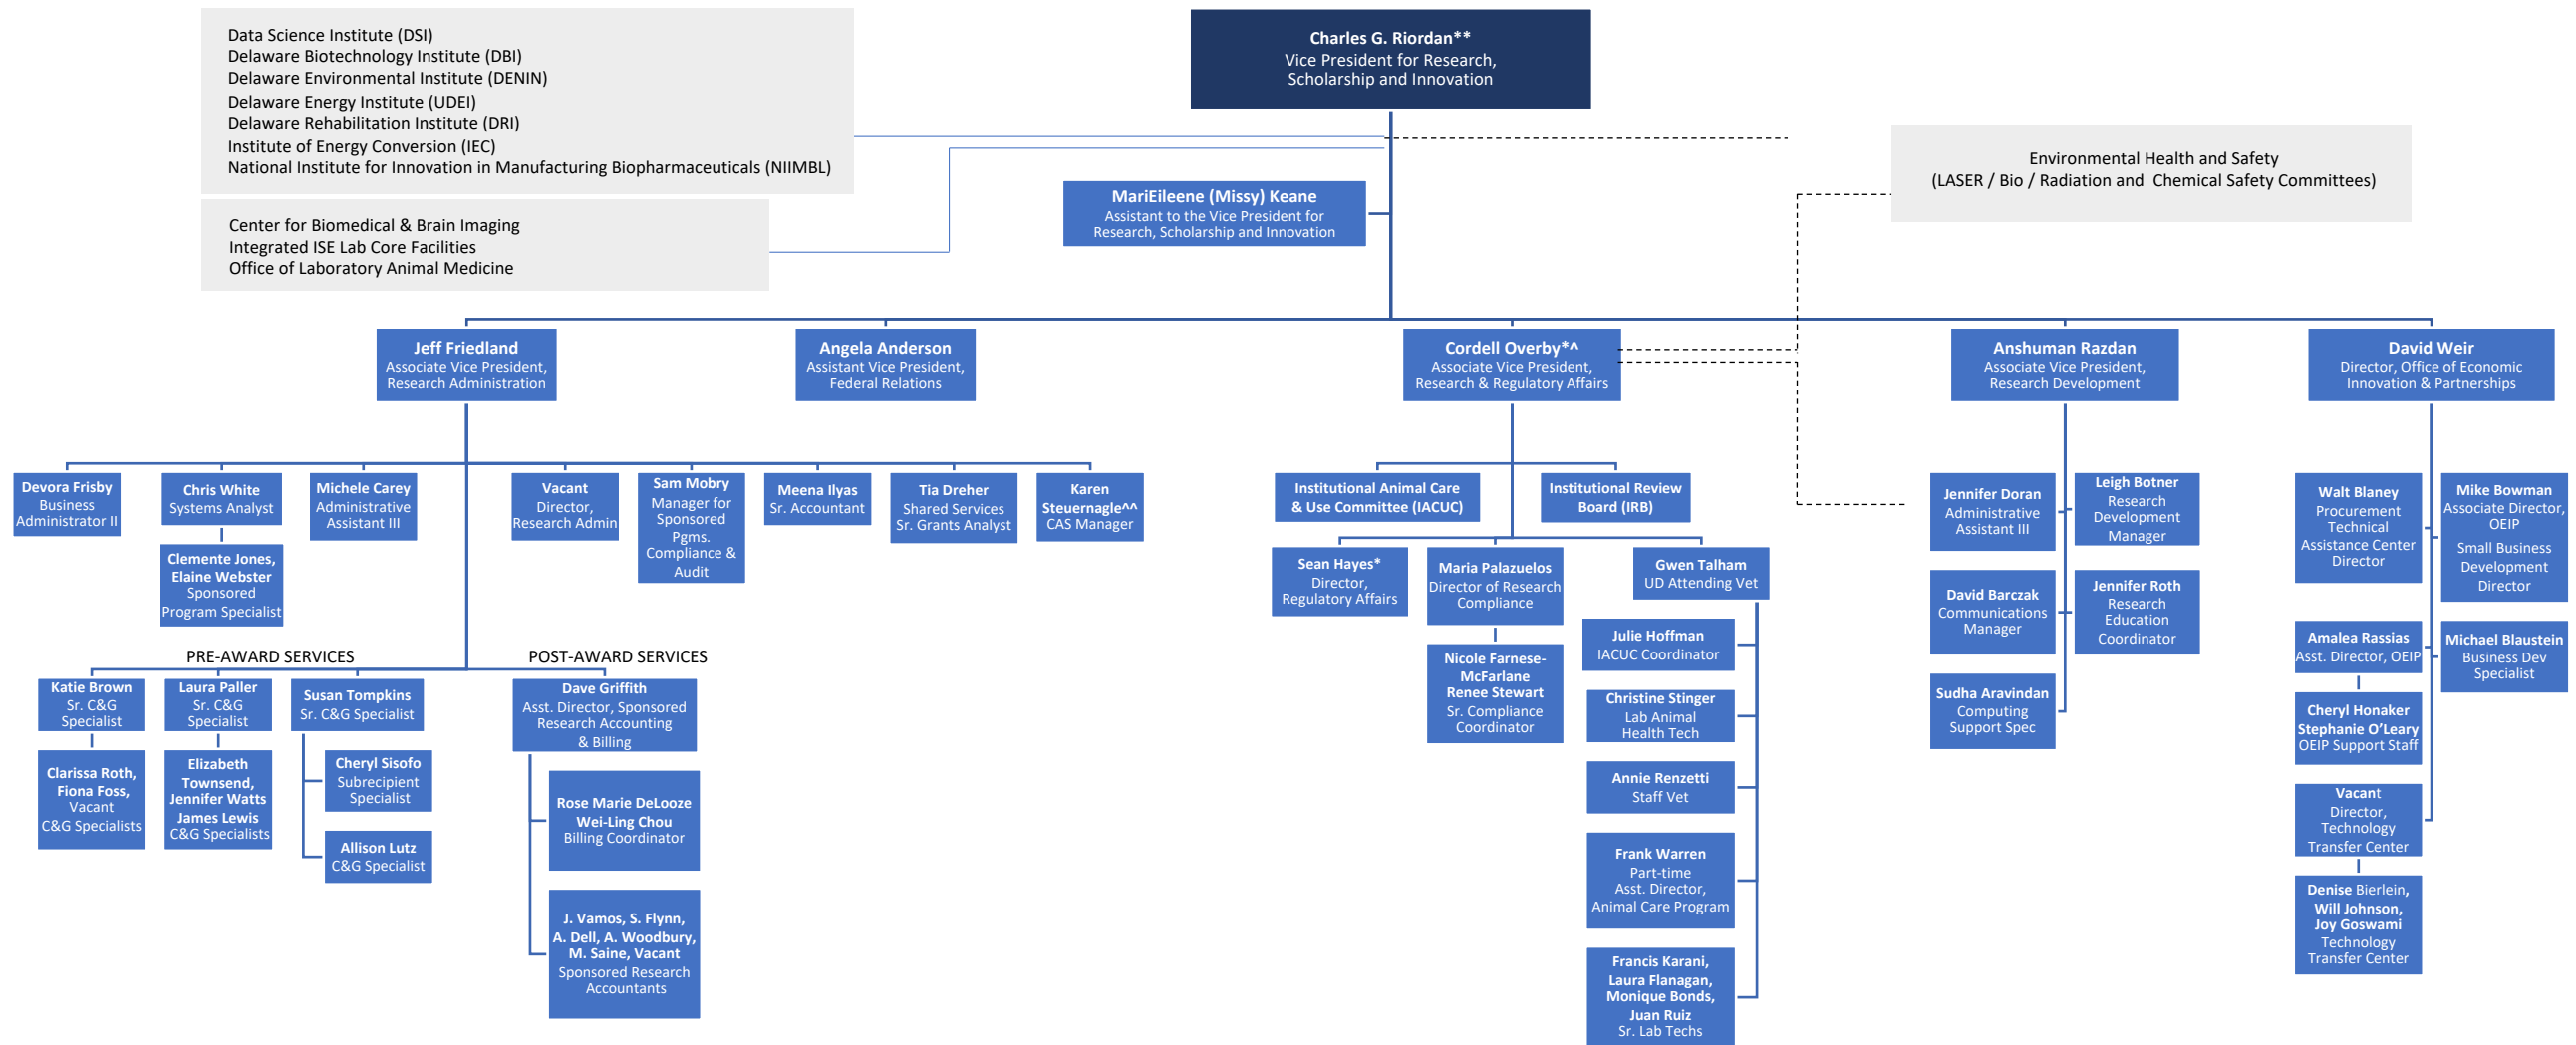 Data Science Institute (DSI)
Delaware Biotechnology Institute (DBI)
Delaware Environmental Institute (DENIN)
Delaware Energy Institute (UDEI)
Delaware Rehabilitation Institute (DRI)
Institute of Energy Conversion (IEC)
National Institute for Innovation in Manufacturing Biopharmaceuticals (NIIMBL)
Center for Biomedical & Brain Imaging
Integrated ISE Lab Core Facilities
Office of Laboratory Animal Medicine
Charles G. Riordan**
Vice President for Research,
Scholarship and Innovation
MariEileene (Missy) Keane
Assistant to the Vice President for
Research, Scholarship and Innovation
Environmental Health and Safety
(LASER / Bio / Radiation and Chemical Safety Committees)
Jeff Friedland
Associate Vice President,
Research Administration
Angela Anderson
Assistant Vice President,
Federal Relations
Cordell Overby*^
Associate Vice President,
Research & Regulatory Affairs
Anshuman Razdan
Associate Vice President,
Research Development
David Weir
Director, Office of Economic
Innovation & Partnerships
Devora Frisby
Business
Administrator II
Chris White
Systems Analyst
Clemente Jones,
Elaine Webster
Sponsored
Program Specialist
Michele Carey
Administrative
Assistant III
Vacant
Director,
Research Admin
Sam Mobry
Manager for
Sponsored
Pgms.
Compliance &
Audit
Meena Ilyas
Sr. Accountant
Tia Dreher
Shared Services
Sr. Grants Analyst
Karen
Steuernagle^^
CAS Manager
PRE-AWARD SERVICES
POST-AWARD SERVICES
Katie Brown
Sr. C&G
Specialist
Clarissa Roth,
Fiona Foss,
Vacant
C&G Specialists
Laura Paller
Sr. C&G
Specialist
Elizabeth
Townsend,
Jennifer Watts
James Lewis
C&G Specialists
Susan Tompkins
Sr. C&G Specialist
Cheryl Sisofo
Subrecipient
Specialist
Allison Lutz
C&G Specialist
Dave Griffith
Asst. Director, Sponsored
Research Accounting
& Billing
Rose Marie DeLooze
Wei-Ling Chou
Billing Coordinator
J. Vamos, S. Flynn,
A. Dell, A. Woodbury,
M. Saine, Vacant
Sponsored Research
Accountants
Institutional Animal Care
& Use Committee (IACUC)
Institutional Review
Board (IRB)
Sean Hayes*
Director,
Regulatory Affairs
Maria Palazuelos
Director of Research
Compliance
Nicole Farnese-
McFarlane
Renee Stewart
Sr. Compliance
Coordinator
Gwen Talham
UD Attending Vet
Julie Hoffman
IACUC Coordinator
Christine Stinger
Lab Animal
Health Tech
Annie Renzetti
Staff Vet
Frank Warren
Part-time
Asst. Director,
Animal Care Program
Francis Karani,
Laura Flanagan,
Monique Bonds,
Juan Ruiz
Sr. Lab Techs
Jennifer Doran
Administrative
Assistant III
Leigh Botner
Research
Development
Manager
David Barczak
Communications
Manager
Jennifer Roth
Research
Education
Coordinator
Sudha Aravindan
Computing
Support Spec
Walt Blaney
Procurement
Technical
Assistance Center
Director
Mike Bowman
Associate Director,
OEIP
Small Business
Development
Director
Amalea Rassias
Asst. Director, OEIP
Michael Blaustein
Business Dev
Specialist
Cheryl Honaker
Stephanie O’Leary
OEIP Support Staff
Vacant
Director,
Technology
Transfer Center
Denise Bierlein,
Will Johnson,
Joy Goswami
Technology
Transfer Center